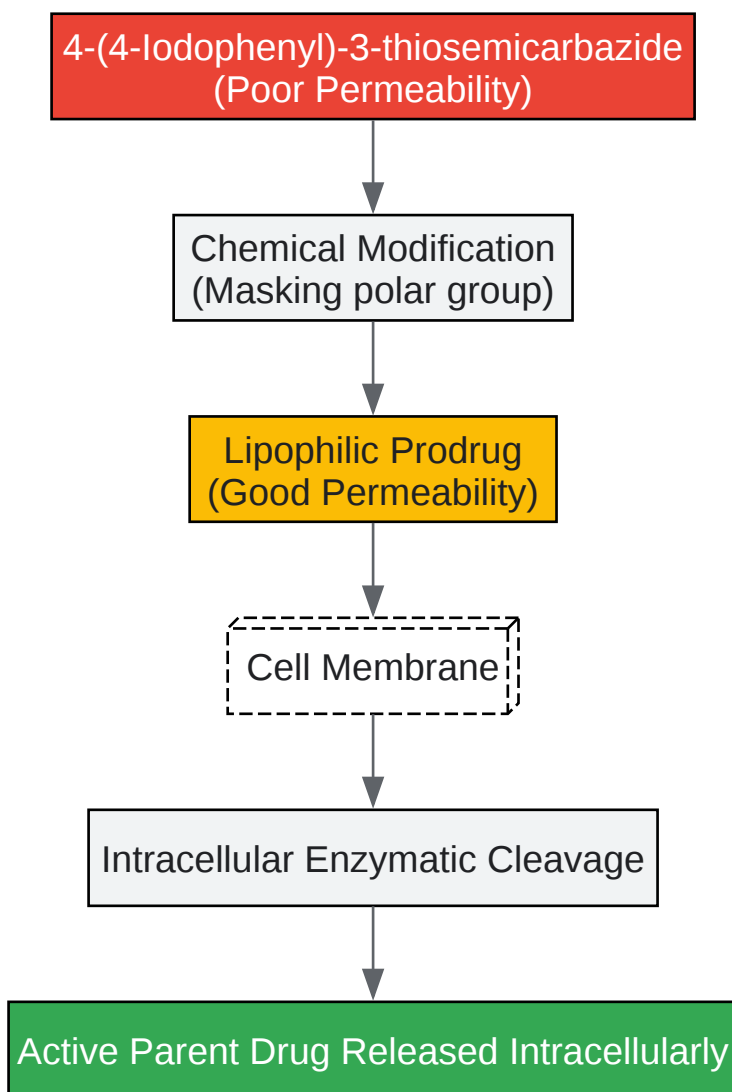 4-(4-Iodophenyl)-3-thiosemicarbazide
(Poor Permeability)
Chemical Modification
(Masking polar group)
Lipophilic Prodrug
(Good Permeability)
Cell Membrane
Intracellular Enzymatic Cleavage
Active Parent Drug Released Intracellularly